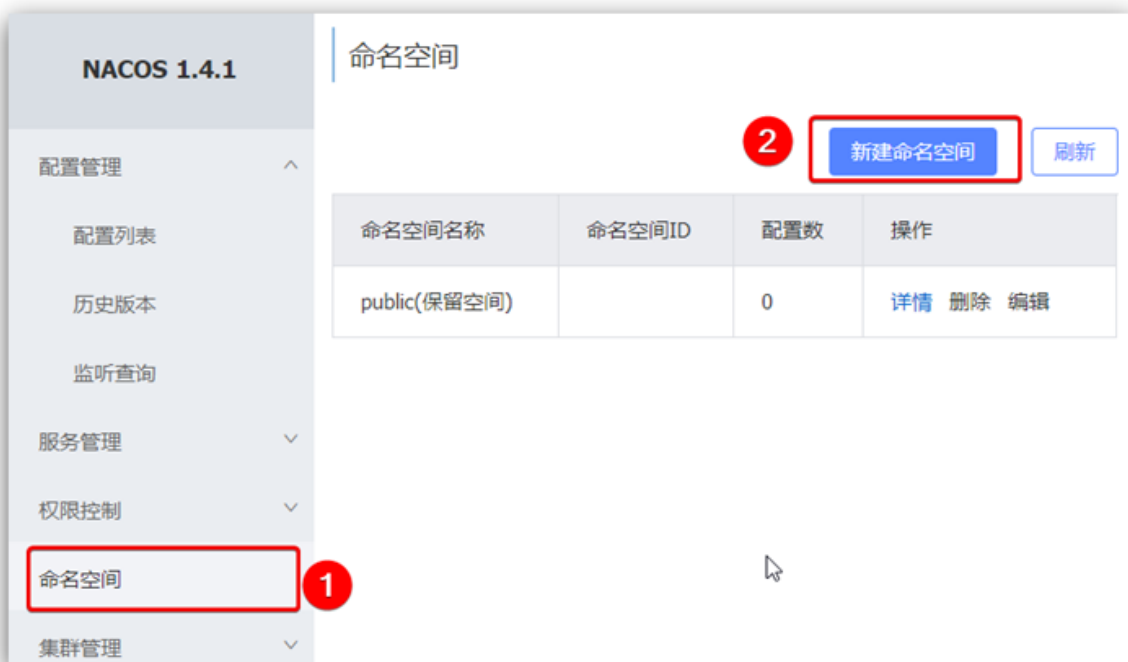 NACOS 1.4.1
配置管理
配置列表
历史版本
监听查询
服务管理
权限控制
命名空间
1
集群管理
命名空间
2
新建命名空间
刷新
命名空间名称 命名空间ID 配置数 操作
public(保留空间) 0 详情 删除 编辑